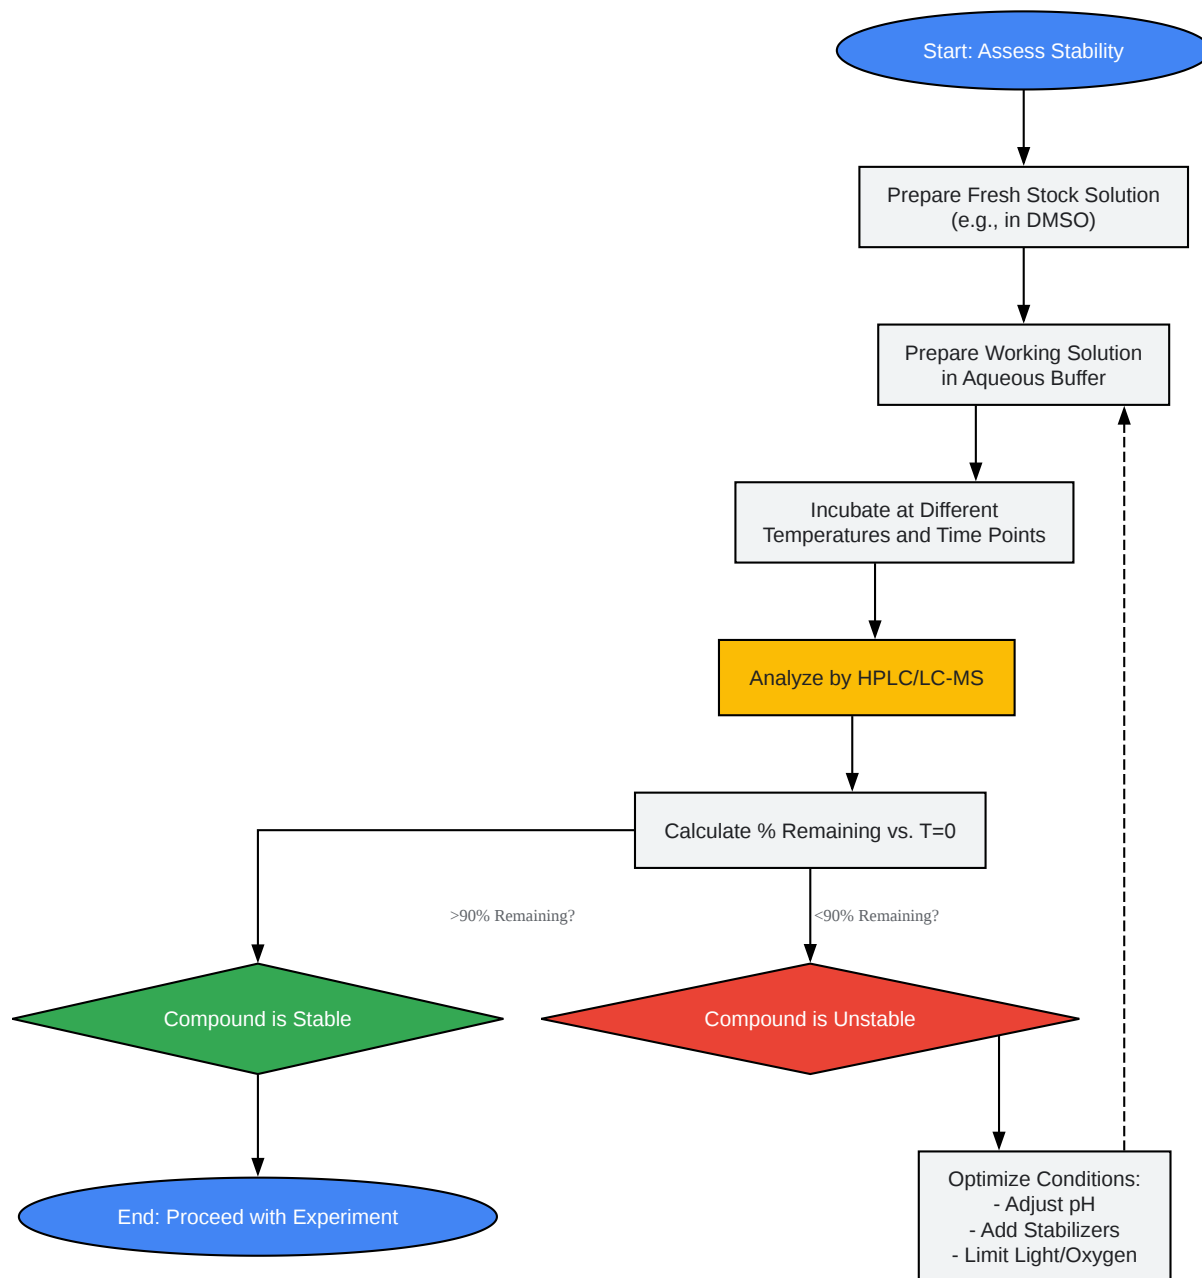 Start: Assess Stability
Prepare Fresh Stock Solution
(e.g., in DMSO)
Prepare Working Solution
in Aqueous Buffer
Incubate at Different
Temperatures and Time Points
Analyze by HPLC/LC-MS
Calculate % Remaining vs. T=0
>90% Remaining?
<90% Remaining?
Compound is Stable
Compound is Unstable
End: Proceed with Experiment
Optimize Conditions:
- Adjust pH
- Add Stabilizers
- Limit Light/Oxygen